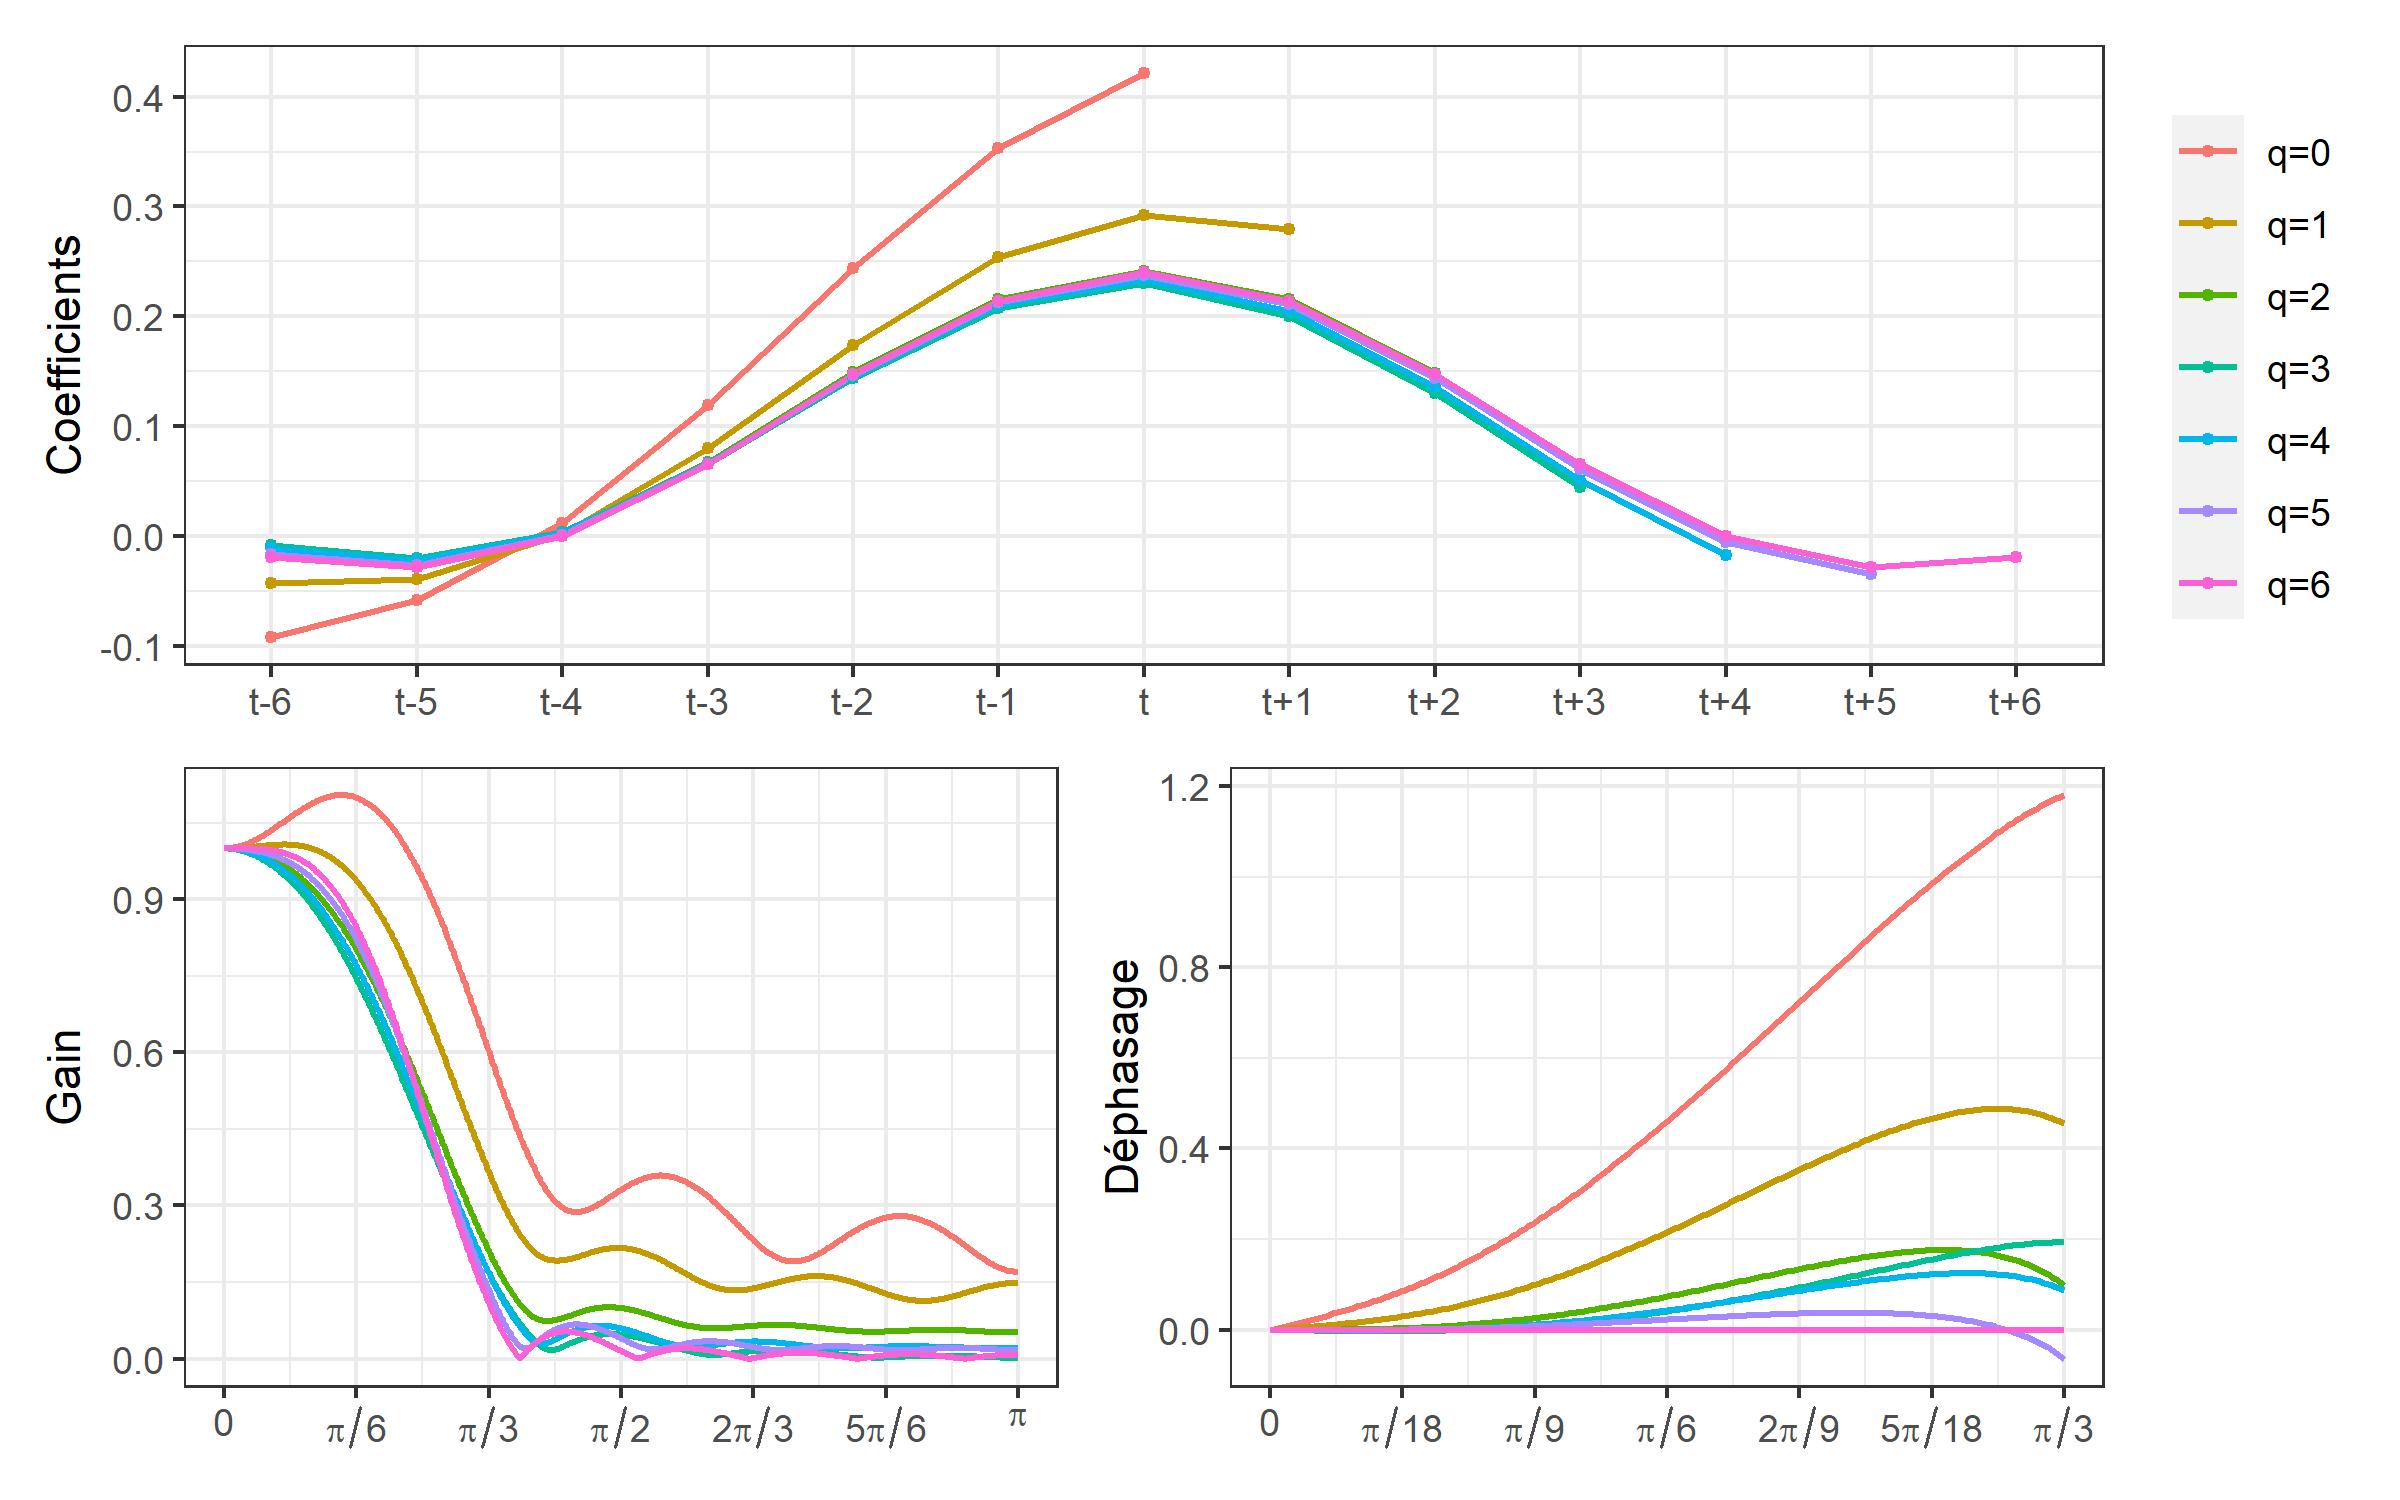 Coefficients
0.4
0.3
0.2
0.1
0.0
-0.1
t-6 t-5 t-4 t-3 t-2 t-1 t t+1 t+2 t+3 t+4 t+5 t+6
q=0
q=1
q=2
q=3
q=4
q=5
q=6
Gain
0.9
0.6
0.3
0.0
0 π/6 π/3 π/2 2π/3 5π/6 π
Déphasage
1.2
0.8
0.4
0.0
0 π/18 π/9 π/6 2π/9 5π/18 π/3